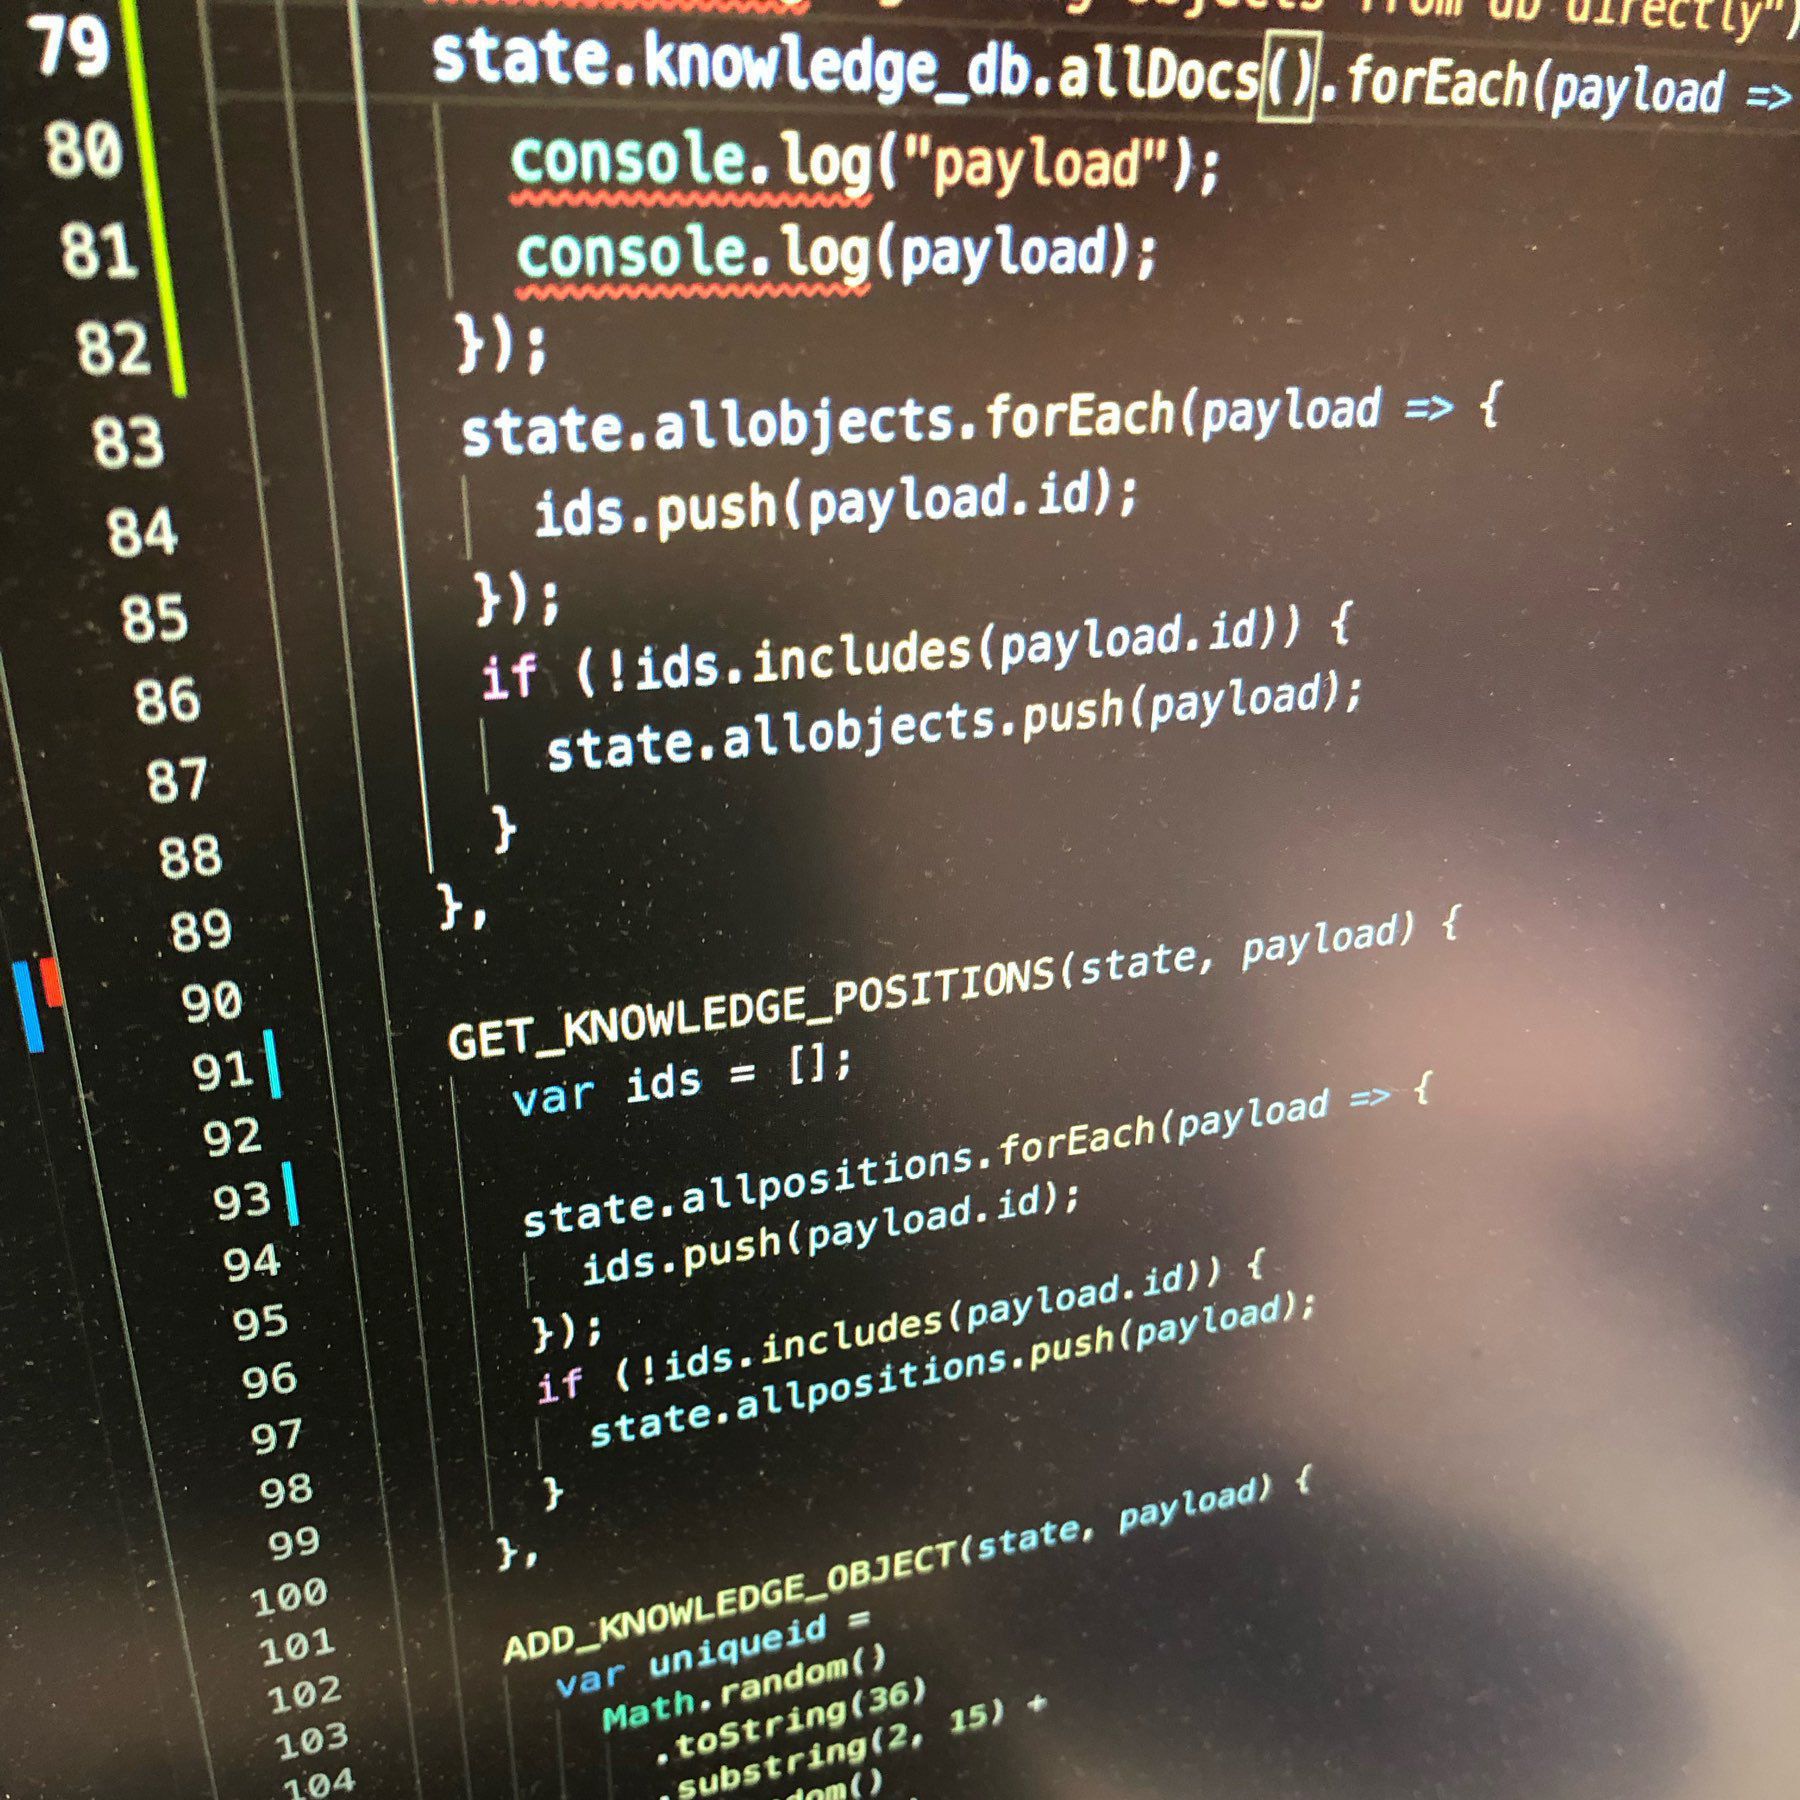 objects from db directly")
79 state.knowledge_db.allDocs().forEach(payload =>
80 console.log("payload");
81 console.log(payload);
82 });
83 state.allobjects.forEach(payload => {
84 ids.push(payload.id);
85 });
86 if (!ids.includes(payload.id)) {
87 state.allobjects.push(payload);
88 }
89 },
90 GET_KNOWLEDGE_POSITIONS(state, payload) {
91 var ids = [];
92
93 state.allpositions.forEach(payload => {
94 ids.push(payload.id);
95 });
96 if (!ids.includes(payload.id)) {
97 state.allpositions.push(payload);
98 }
99 },
100 ADD_KNOWLEDGE_OBJECT(state, payload) {
101 var uniqueid =
102 Math.random()
103 .toString(36)
104 .substring(2, 15) +